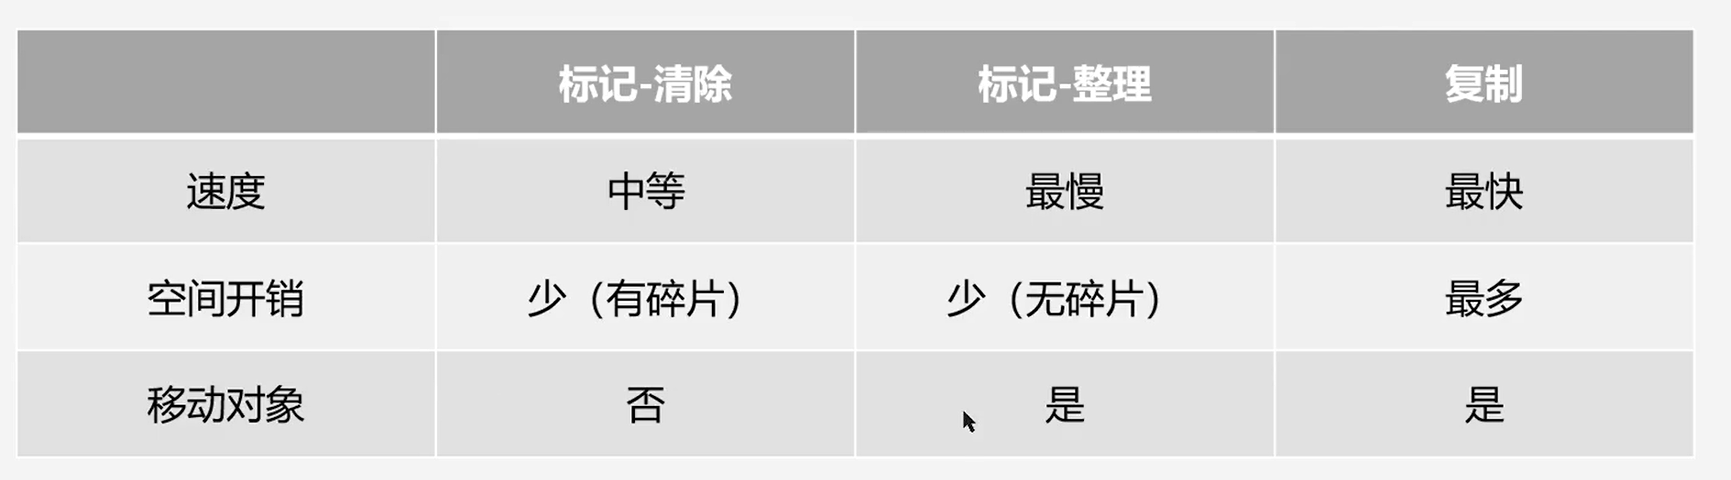 标记-清除 标记-整理 复制
速度 中等 最慢 最快
空间开销 少（有碎片） 少（无碎片） 最多
移动对象 否 是 是